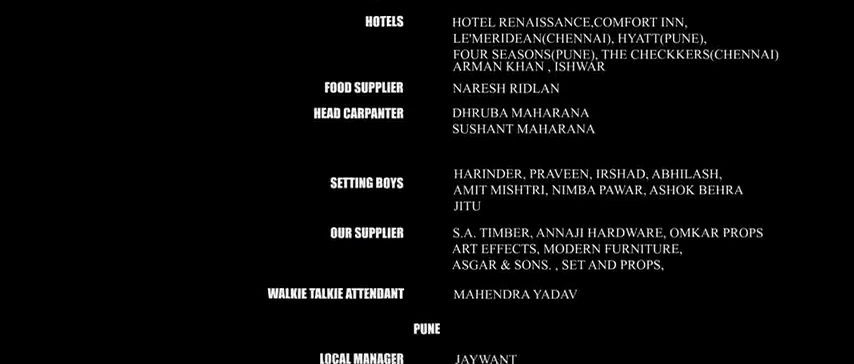 HOTELS HOTEL RENAISSANCE,COMFORT INN,
LE'MERIDEAN(CHENNAI), HYATT(PUNE),
FOUR SEASONS(PUNE), THE CHECKKERS(CHENNAI)
ARMAN KHAN , ISHWAR
FOOD SUPPLIER NARESH RIDLAN
HEAD CARPANTER DHRUBA MAHARANA
SUSHANT MAHARANA
HARINDER, PRAVEEN, IRSHAD, ABHILASH,
SETTING BOYS AMIT MISHTRI, NIMBA PAWAR, ASHOK BEHRA
JITU
OUR SUPPLIER S.A. TIMBER, ANNAJI HARDWARE, OMKAR PROPS
ART EFFECTS, MODERN FURNITURE,
ASGAR & SONS. , SET AND PROPS,
WALKIE TALKIE ATTENDANT MAHENDRA YADAV
PUNE
LOCAL MANAGER JAYWANT